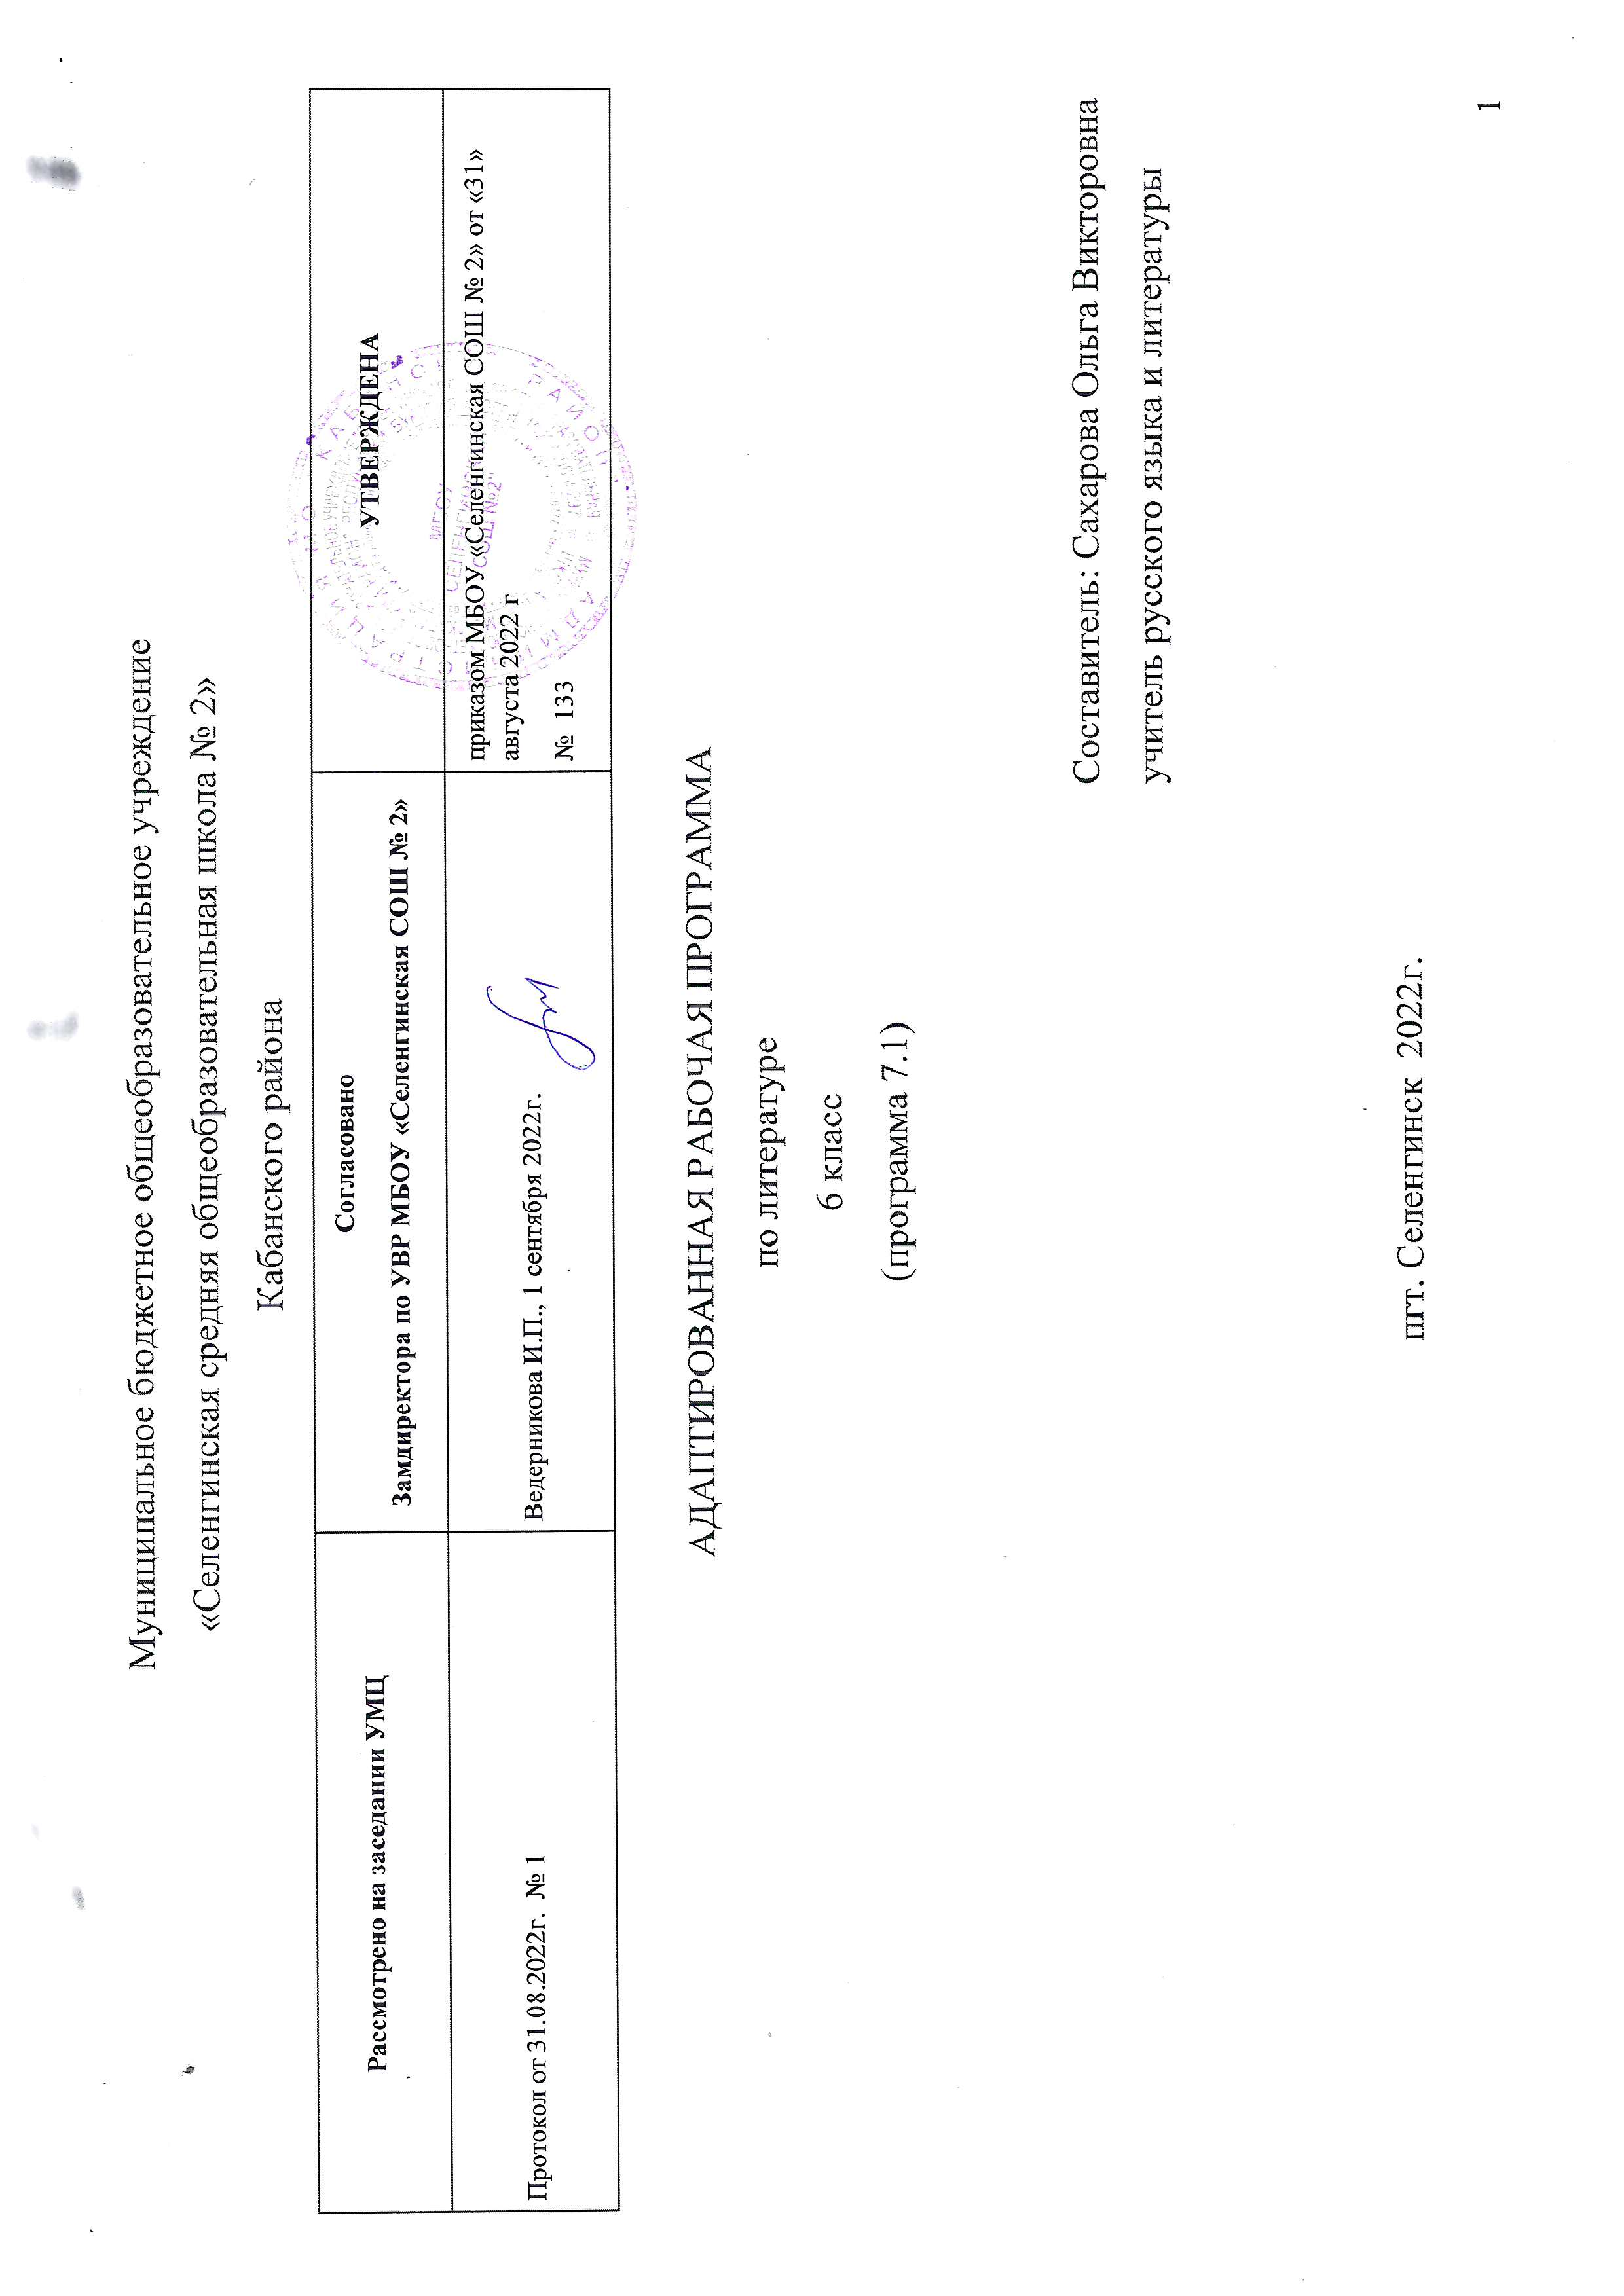 Муниципальное бюджетное общеобразовательное учреждение
«Селенгинская средняя общеобразовательная школа № 2»
Кабанского района
Рассмотрено на заседании УМЦ
Согласовано
Замдиректора по УВР МБОУ «Селенгинская СОШ № 2»
УТВЕРЖДЕНА
Протокол от 31.08.2022г. № 1
Ведерникова И.П., 1 сентября 2022г.
приказом МБОУ«Селенгинская СОШ № 2» от «31»
августа 2022 г
№ 133
МБОУ
СОШ №2"
АДАПТИРОВАННАЯ РАБОЧАЯ ПРОГРАММА
по литературе
6 класс
(программа 7.1)
Составитель: Сахарова Ольга Викторовна
учитель русского языка и литературы
пгт. Селенгинск 2022г.
1